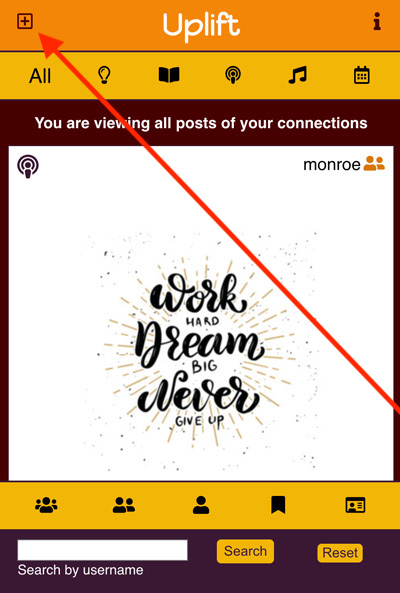 Uplift
All
You are viewing all posts of your connections
monroe
Work
HARD
Dream
BIG
Never
GIVE UP
Search
Reset
Search by username